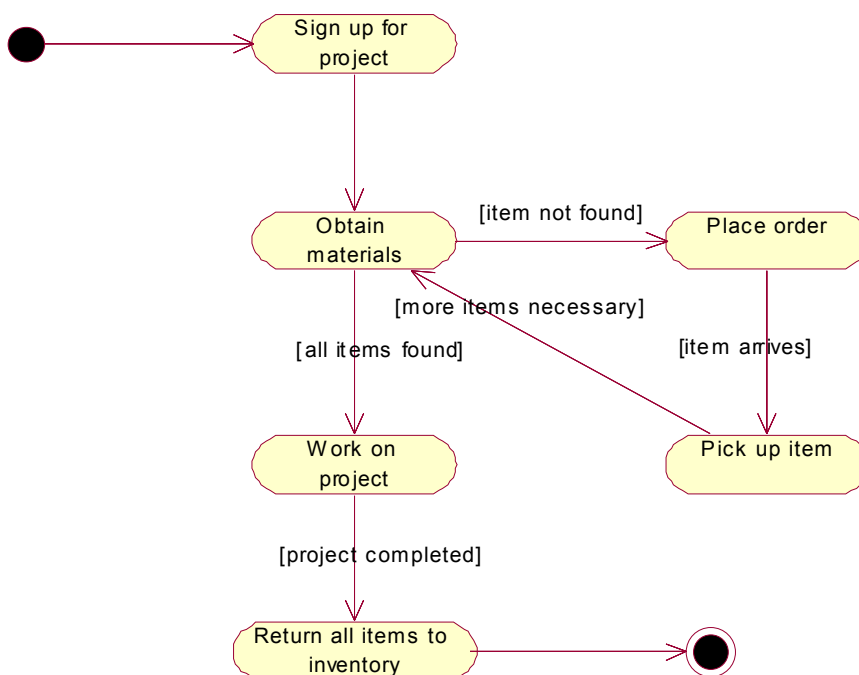 Sign up for
project
Obtain
materials
[item not found]
Place order
[more items necessary]
[all items found]
[item arrives]
Work on
project
Pick up item
[project completed]
Return all items to
inventory